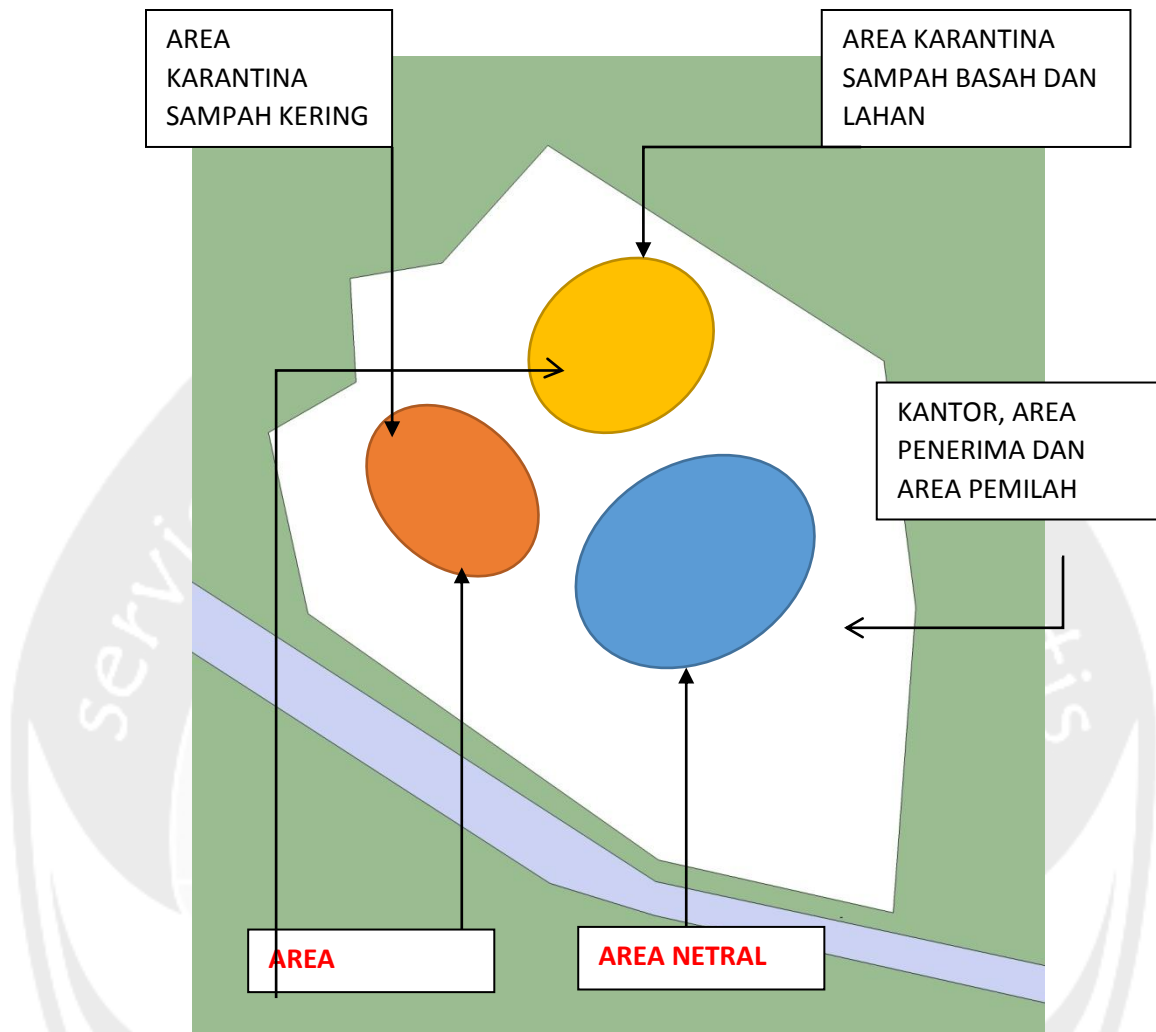 AREA
KARANTINA
SAMPAH KERING
AREA KARANTINA
SAMPAH BASAH DAN
LAHAN
KANTOR, AREA
PENERIMA DAN
AREA PEMILAH
AREA
AREA NETRAL